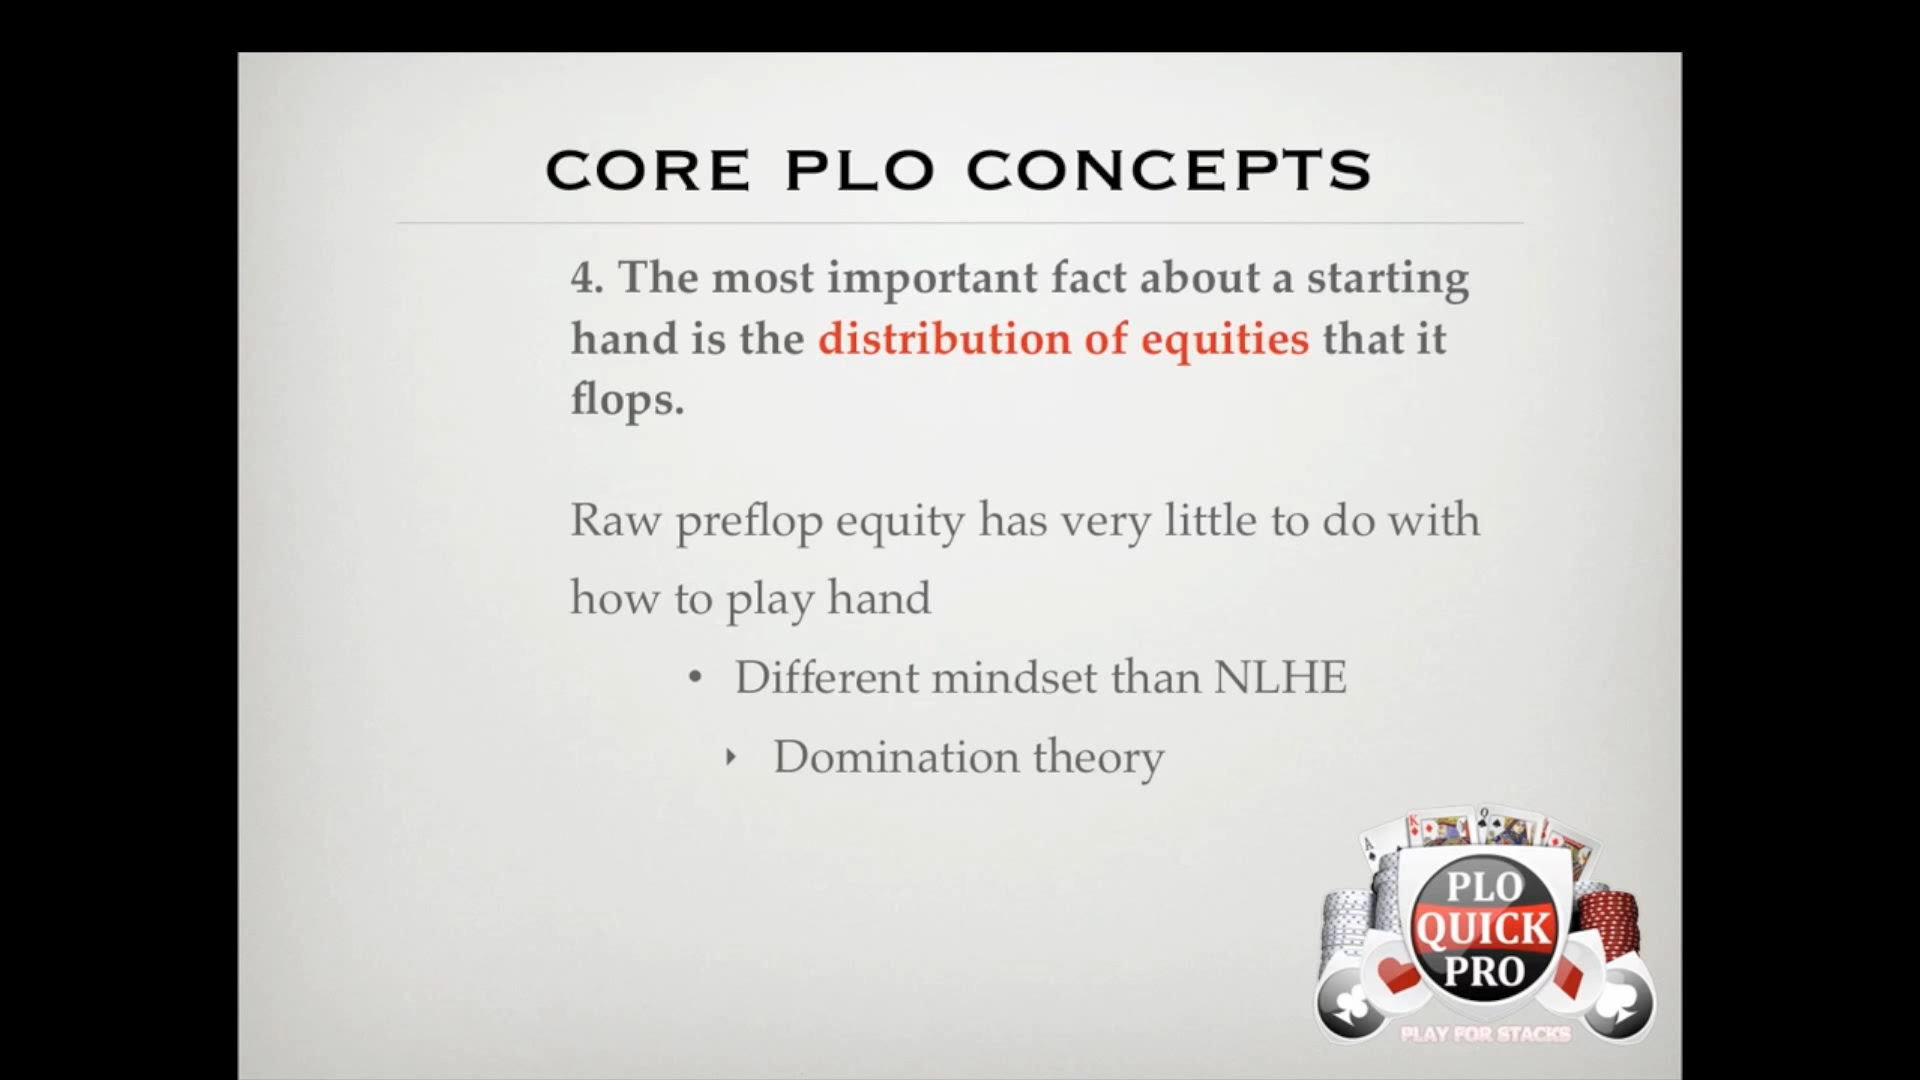 CORE PLO CONCEPTS
4. The most important fact about a starting
hand is the distribution of equities that it
flops.
Raw preflop equity has very little to do with
how to play hand
• Different mindset than NLHE
‣ Domination theory
A K Q
PLO
QUICK
PRO
PLAY FOR STACKS